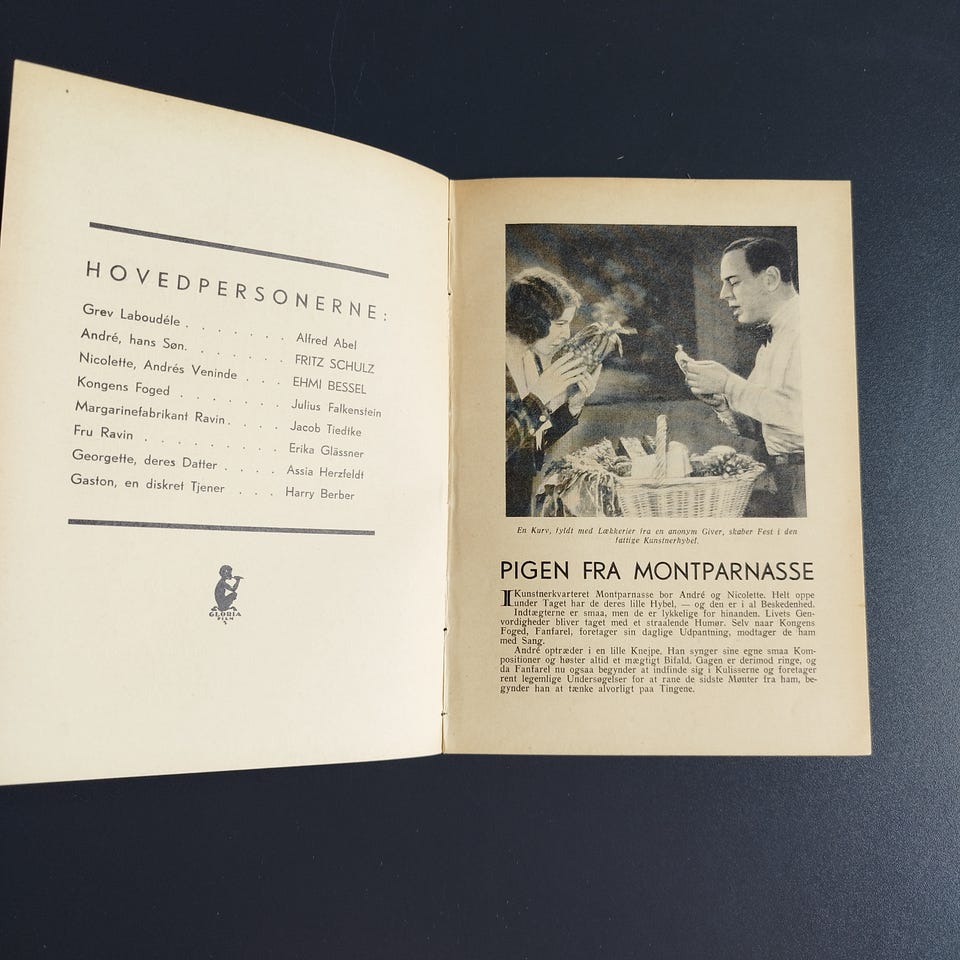 HOVEDPERSONERNE:
Grev Laboudéle . . . . . . . Alfred Abel
André, hans Søn. . . . . . . FRITZ SCHULZ
Nicolette, Andrés Veninde . . . EHMI BESSEL
Kongens Foged . . . . . . . Julius Falkenstein
Margarinefabrikant Ravin. . . . Jacob Tiedtke
Fru Ravin . . . . . . . . Erika Glässner
Georgette, deres Datter . . . . Assia Herzfeldt
Gaston, en diskret Tjener . . . Harry Berber
GLORIA
FILM
En Kurv, fyldt med Lækkerier fra en anonym Giver, skaber Fest i den
fattige Kunstnerhybel.
PIGEN FRA MONTPARNASSE
I Kunstnerkvarteret Montparnasse bor André og Nicolette. Helt oppe
under Taget har de deres lille Hybel, — og den er i al Beskedenhed.
Indtægterne er smaa, men de er lykkelige for hinanden. Livets Gen-
vordigheder bliver taget med et straalende Humør. Selv naar Kongens
Foged, Fanfarel, foretager sin daglige Udpantning, modtager de ham
med Sang.
André optræder i en lille Knejpe. Han synger sine egne smaa Kom-
positioner og høster altid et mægtigt Bifald. Gagen er derimod ringe, og
da Fanfarel nu ogsaa begynder at indfinde sig i Kulisserne og foretager
rent legemlige Undersøgelser for at rane de sidste Mønter fra ham, be-
gynder han at tænke alvorligt paa Tingene.